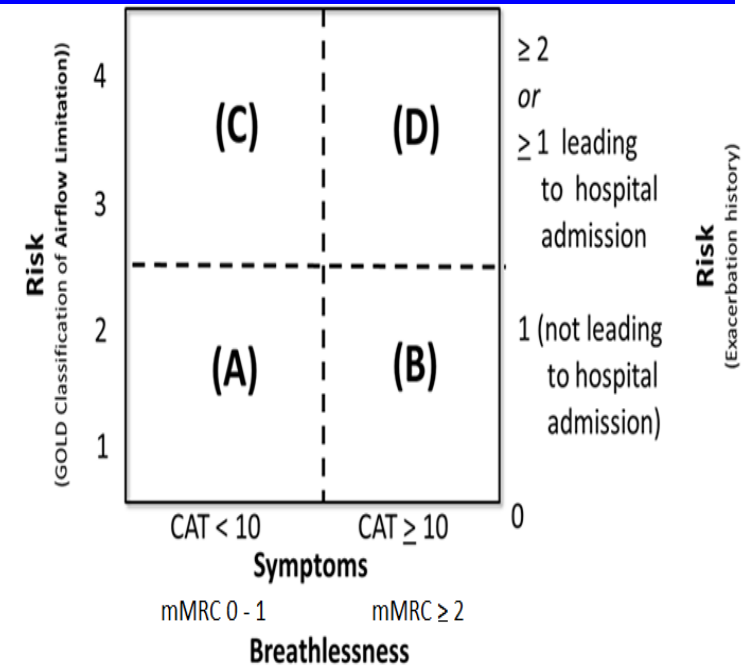 Risk
(GOLD Classification of Airflow Limitation))
4
3
2
1
(C)
(D)
(A)
(B)
≥ 2
or
≥ 1 leading
to hospital
admission
1 (not leading
to hospital
admission)
0
Risk
(Exacerbation history)
CAT < 10
CAT ≥ 10
Symptoms
mMRC 0 - 1
mMRC ≥ 2
Breathlessness